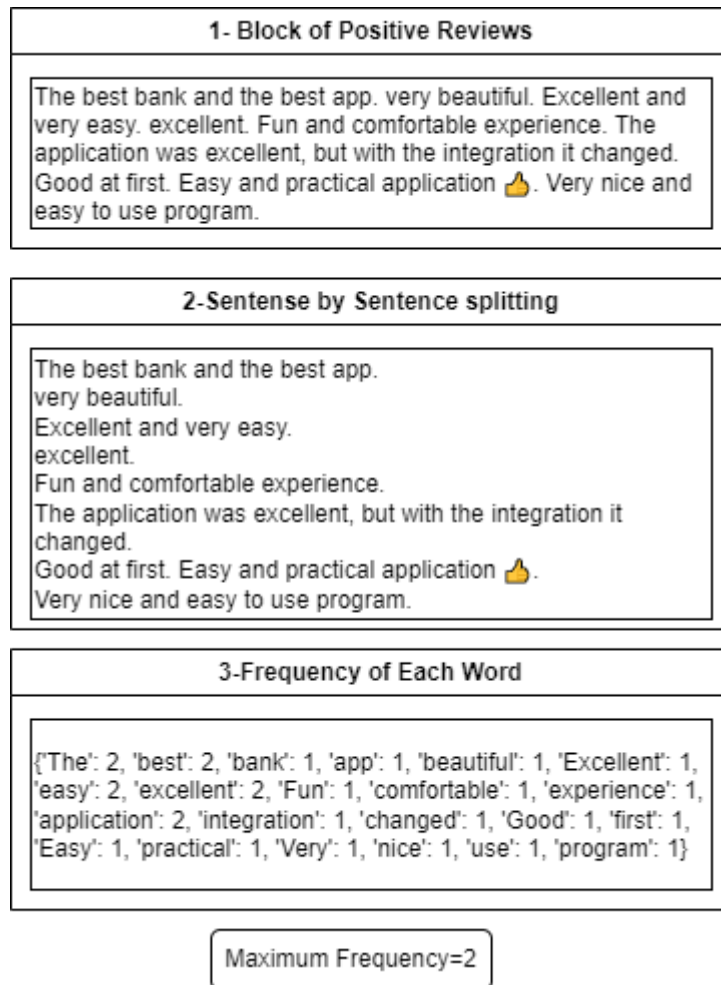 1- Block of Positive Reviews
The best bank and the best app. very beautiful. Excellent and
very easy. excellent. Fun and comfortable experience. The
application was excellent, but with the integration it changed.
Good at first. Easy and practical application 👍. Very nice and
easy to use program.
2-Sentense by Sentence splitting
The best bank and the best app.
very beautiful.
Excellent and very easy.
excellent.
Fun and comfortable experience.
The application was excellent, but with the integration it
changed.
Good at first. Easy and practical application 👍.
Very nice and easy to use program.
3-Frequency of Each Word
{'The': 2, 'best': 2, 'bank': 1, 'app': 1, 'beautiful': 1, 'Excellent': 1,
'easy': 2, 'excellent': 2, 'Fun': 1, 'comfortable': 1, 'experience': 1,
'application': 2, 'integration': 1, 'changed': 1, 'Good': 1, 'first': 1,
'Easy': 1, 'practical': 1, 'Very': 1, 'nice': 1, 'use': 1, 'program': 1}
Maximum Frequency=2